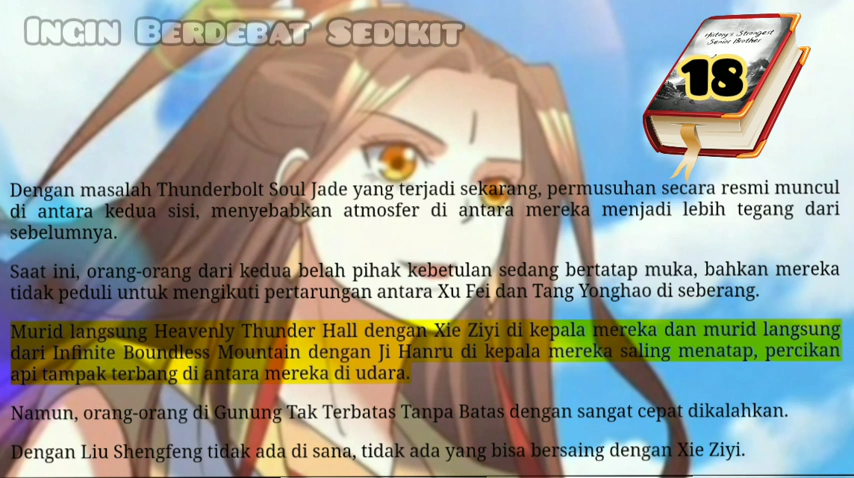 Ingin Berdebat Sedikit
History's Strongest
Senior Brother
18
Dengan masalah Thunderbolt Soul Jade yang terjadi sekarang, permusuhan secara resmi muncul
di antara kedua sisi, menyebabkan atmosfer di antara mereka menjadi lebih tegang dari
sebelumnya.
Saat ini, orang-orang dari kedua belah pihak kebetulan sedang bertatap muka, bahkan mereka
tidak peduli untuk mengikuti pertarungan antara Xu Fei dan Tang Yonghao di seberang.
Murid langsung Heavenly Thunder Hall dengan Xie Ziyi di kepala mereka dan murid langsung
dari Infinite Boundless Mountain dengan Ji Hanru di kepala mereka saling menatap, percikan
api tampak terbang di antara mereka di udara.
Namun, orang-orang di Gunung Tak Terbatas Tanpa Batas dengan sangat cepat dikalahkan.
Dengan Liu Shengfeng tidak ada di sana, tidak ada yang bisa bersaing dengan Xie Ziyi.